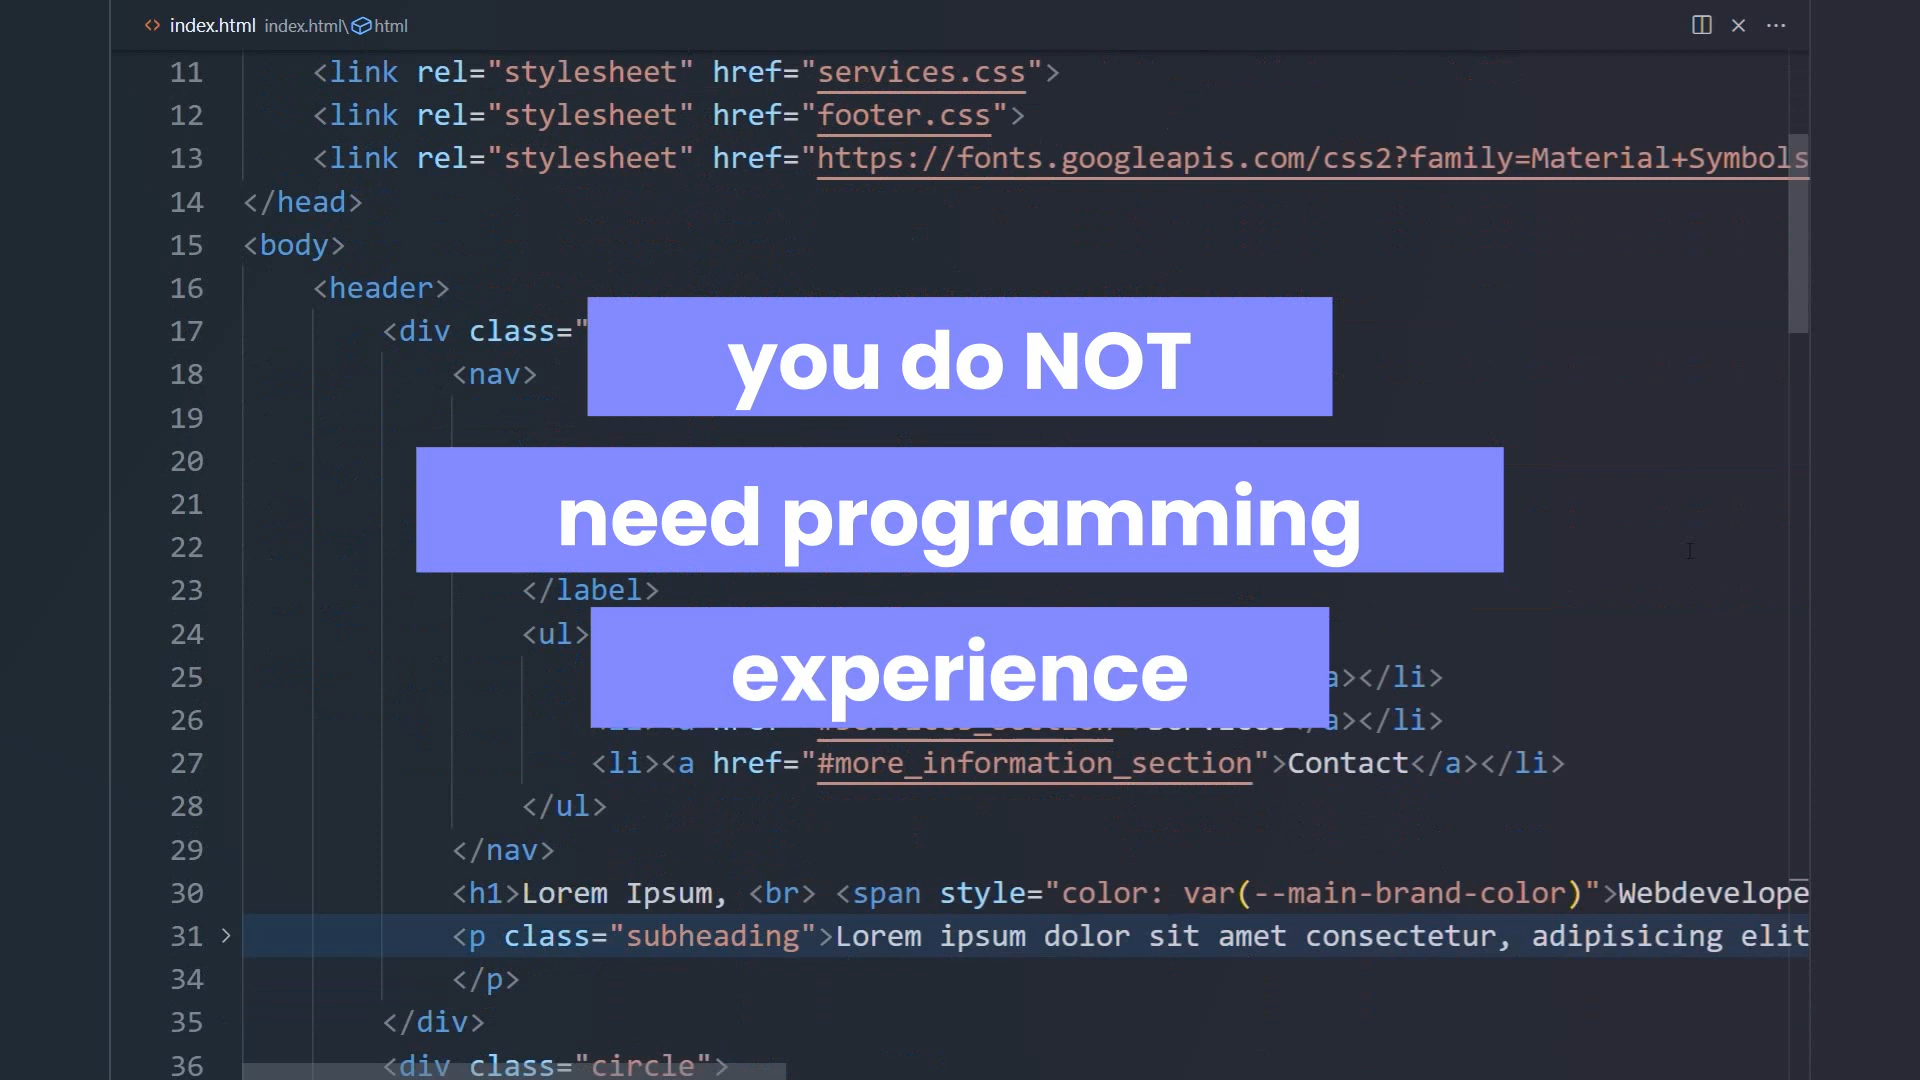 index.html index.html\html
11 <link rel="stylesheet" href="services.css">
12 <link rel="stylesheet" href="footer.css">
13 <link rel="stylesheet" href="https://fonts.googleapis.com/css2?family=Material+Symbols
14 </head>
15 <body>
16 <header>
17 <div class="
you do NOT
18 <nav>
19
20
need programming
21
22
23 </label>
24 <ul>
experience
25 a></li>
26 a></li>
27 <li><a href="#more_information_section">Contact</a></li>
28 </ul>
29 </nav>
30 <h1>Lorem Ipsum, <br> <span style="color: var(--main-brand-color)">Webdevelope
31 <p class="subheading">Lorem ipsum dolor sit amet consectetur, adipisicing elit
34 </p>
35 </div>
36 <div class="circle">